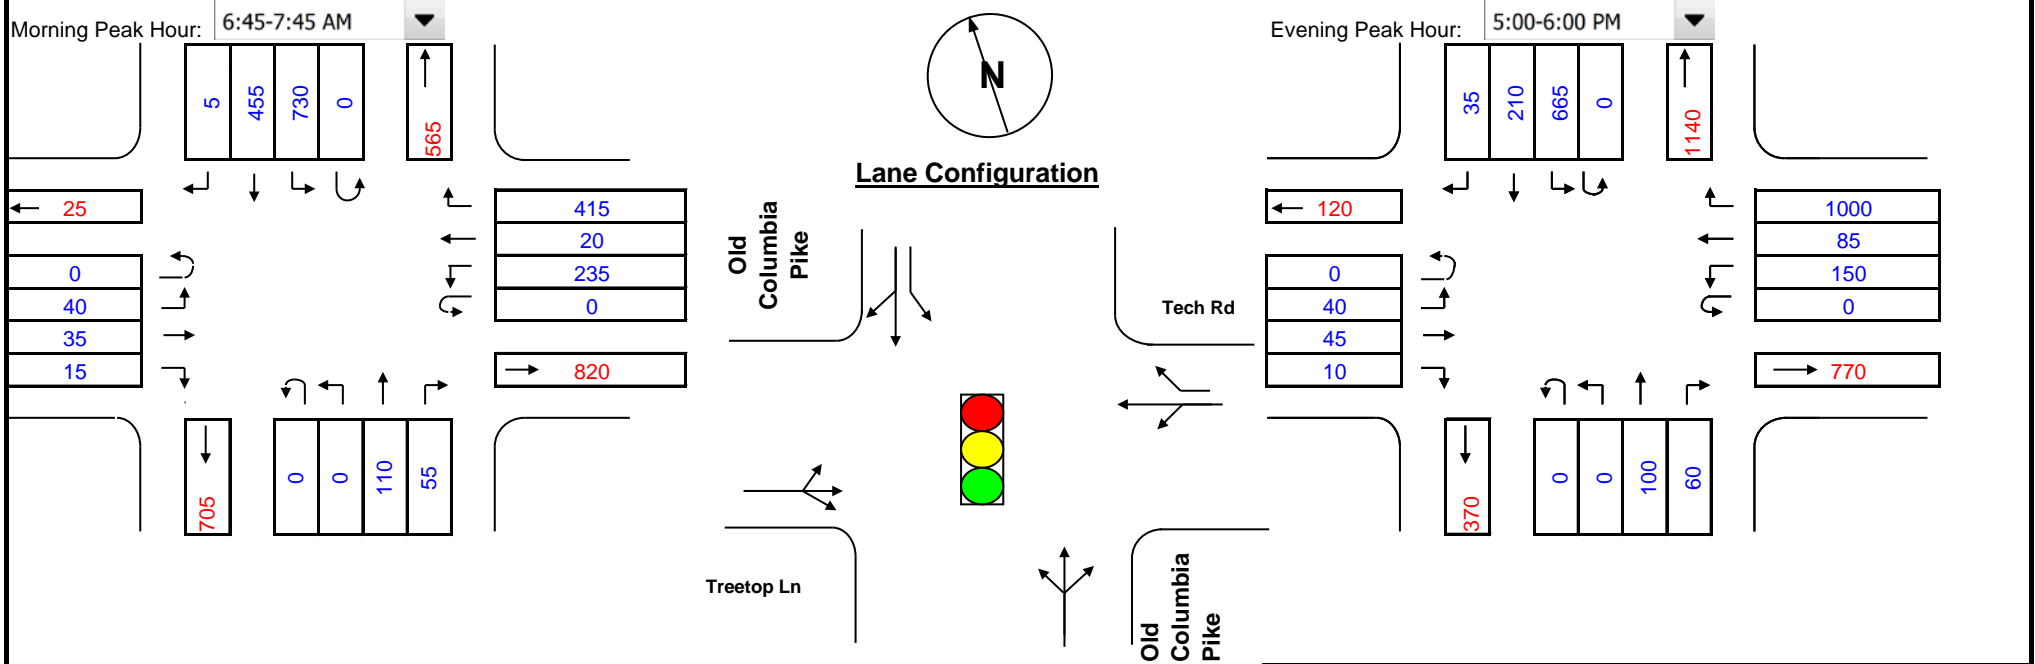 Morning Peak Hour: 6:45-7:45 AM
5 455 730 0 565
25
415
20
235
0
0
40
35
15
820
705
0 0 110 55
N
Lane Configuration
Old
Columbia
Pike
Tech Rd
Treetop Ln
Old
Columbia
Pike
Evening Peak Hour: 5:00-6:00 PM
35 210 665 0 1140
120
1000
85
150
0
0
40
45
10
770
370
0 0 100 60